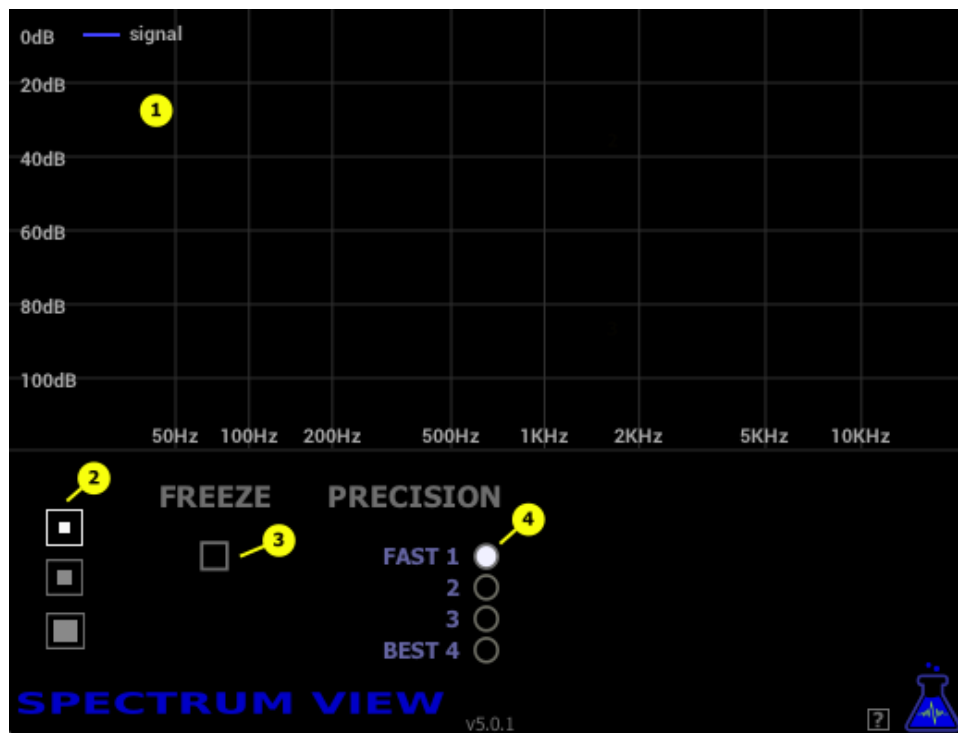 0dB signal
20dB
1
40dB
60dB
80dB
100dB
50Hz 100Hz 200Hz 500Hz 1KHz 2KHz 5KHz 10KHz
2
FREEZE PRECISION
3
4
FAST 1
2
3
BEST 4
SPECTRUM VIEW
v5.0.1
?